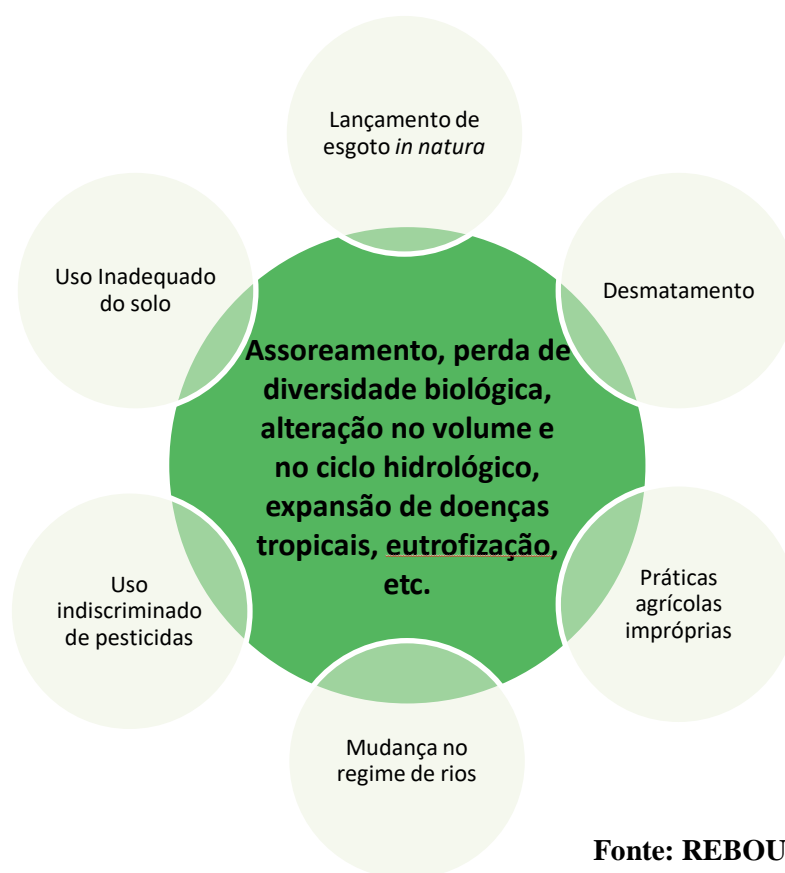 Lançamento de
esgoto in natura
Uso Inadequado
do solo
Desmatamento
Assoreamento, perda de
diversidade biológica,
alteração no volume e
no ciclo hidrológico,
expansão de doenças
tropicais, eutrofização,
etc.
Uso
indiscriminado
de pesticidas
Práticas
agrícolas
impróprias
Mudança no
regime de rios
Fonte: REBOU